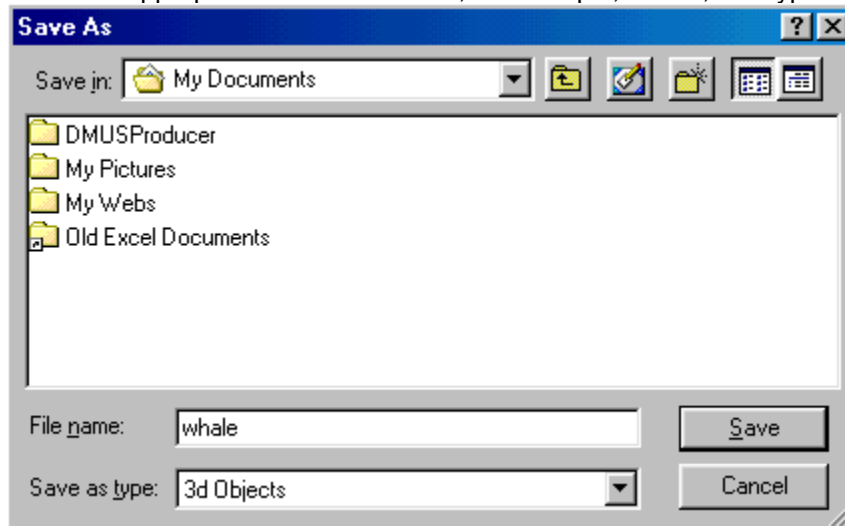 Save As
Save in: My Documents
DMUSProducer
My Pictures
My Webs
Old Excel Documents
File name: whale Save
Save as type: 3d Objects Cancel